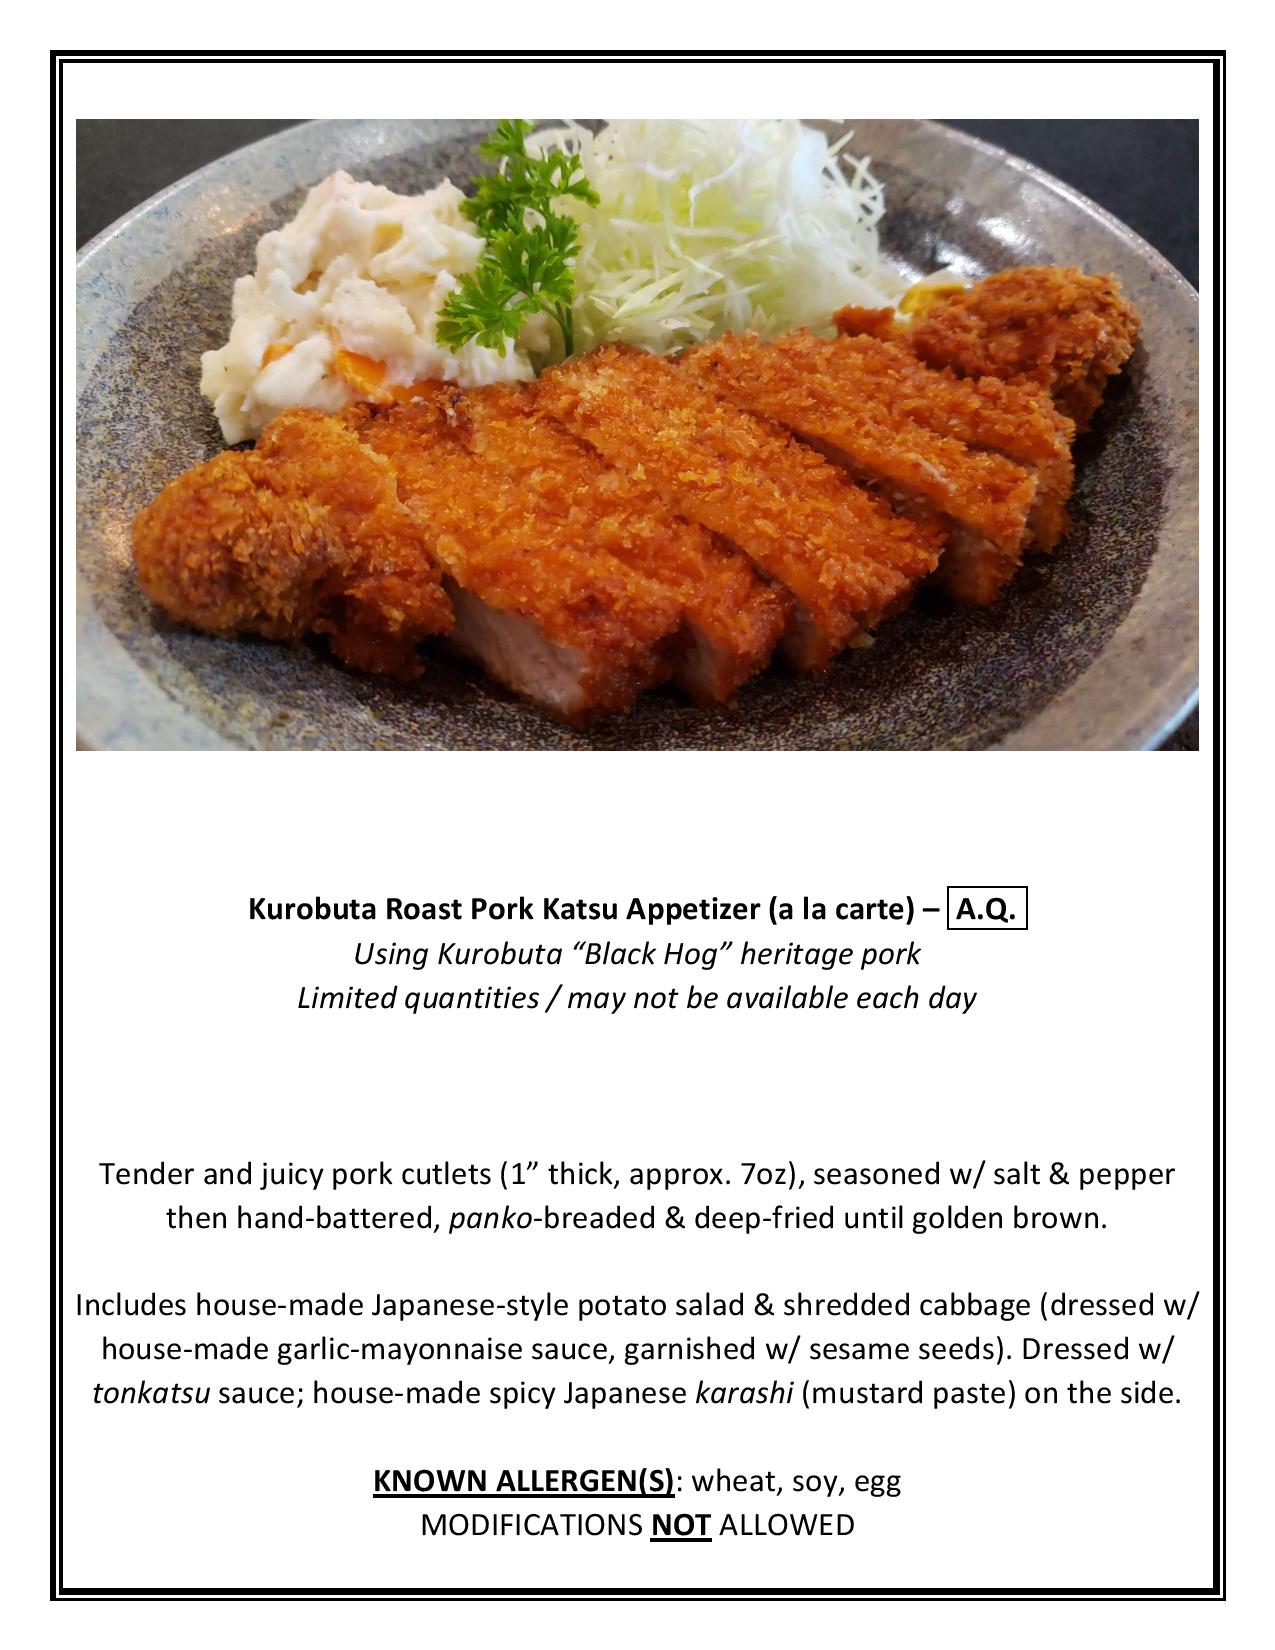 Kurobuta Roast Pork Katsu Appetizer (a la carte) – A.Q.
Using Kurobuta “Black Hog” heritage pork
Limited quantities / may not be available each day
Tender and juicy pork cutlets (1” thick, approx. 7oz), seasoned w/ salt & pepper
then hand-battered, panko-breaded & deep-fried until golden brown.
Includes house-made Japanese-style potato salad & shredded cabbage (dressed w/
house-made garlic-mayonnaise sauce, garnished w/ sesame seeds). Dressed w/
tonkatsu sauce; house-made spicy Japanese karashi (mustard paste) on the side.
KNOWN ALLERGEN(S): wheat, soy, egg
MODIFICATIONS NOT ALLOWED